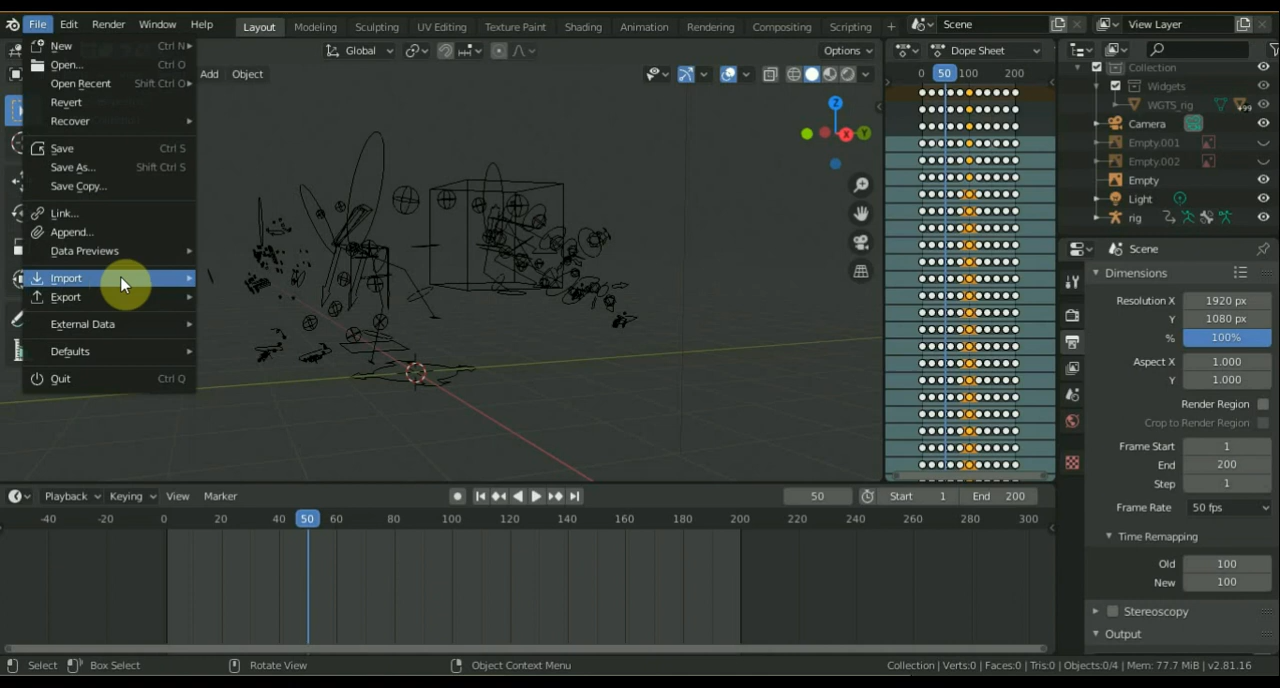 File Edit Render Window Help Layout Modeling Sculpting UV Editing Texture Paint Shading Animation Rendering Compositing Scripting + Scene View Layer
Global Options Dope Sheet
Add Object
0 50 100 200
New Ctrl N
Open... Ctrl O
Open Recent Shift Ctrl O
Revert
Recover
Save Ctrl S
Save As... Shift Ctrl S
Save Copy...
Link...
Append...
Data Previews
Import
Export
External Data
Defaults
Quit Ctrl Q
Z
X
Y
Collection
Widgets
WGTS_rig +99
Camera
Empty.001
Empty.002
Empty
Light
rig
Scene
Dimensions
Resolution X 1920 px
Y 1080 px
% 100%
Aspect X 1.000
Y 1.000
Render Region
Crop to Render Region
Frame Start 1
End 200
Step 1
Frame Rate 50 fps
Time Remapping
Old 100
New 100
Stereoscopy
Output
Playback Keying View Marker 50 Start 1 End 200
-40 -20 0 20 40 50 60 80 100 120 140 160 180 200 220 240 260 280 300
Select Box Select Rotate View Object Context Menu Collection | Verts:0 | Faces:0 | Tris:0 | Objects:0/4 | Mem: 77.7 MiB | v2.81.16